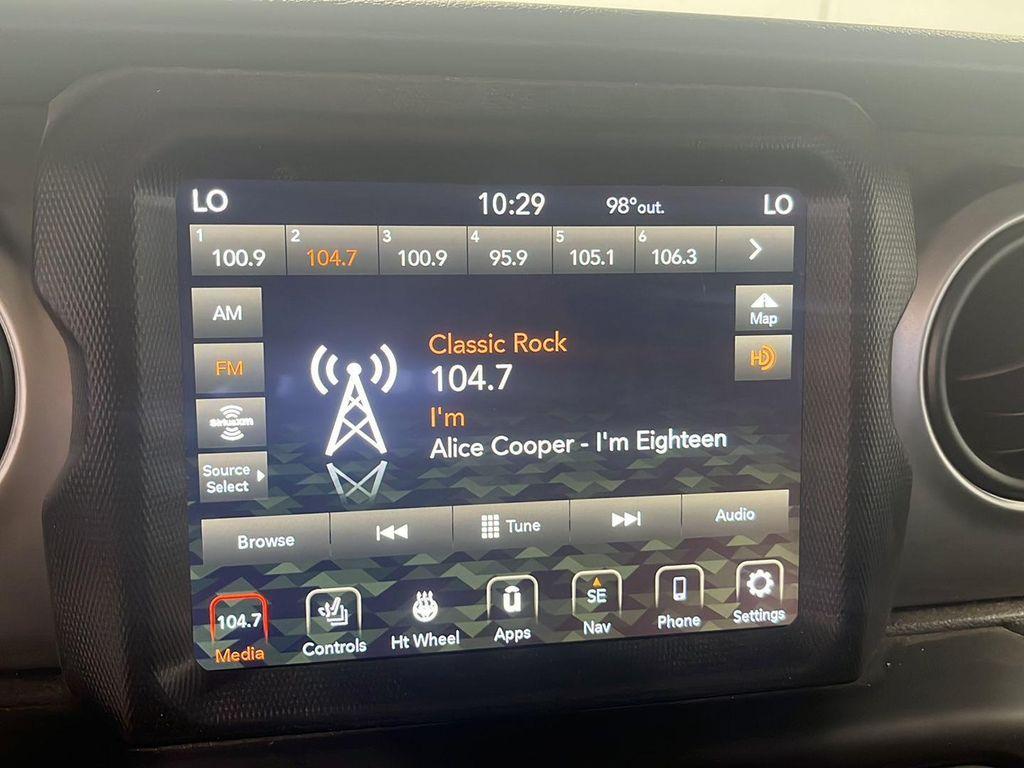 LO 10:29 98°out. LO
1 2 3 4 5 6
100.9 104.7 100.9 95.9 105.1 106.3
AM
Map
Classic Rock
FM
HD
104.7
I'm
siriusxm
Alice Cooper - I'm Eighteen
Source
Select
Browse Tune Audio
104.7 SE
Media Controls Ht Wheel Apps Nav Phone Settings